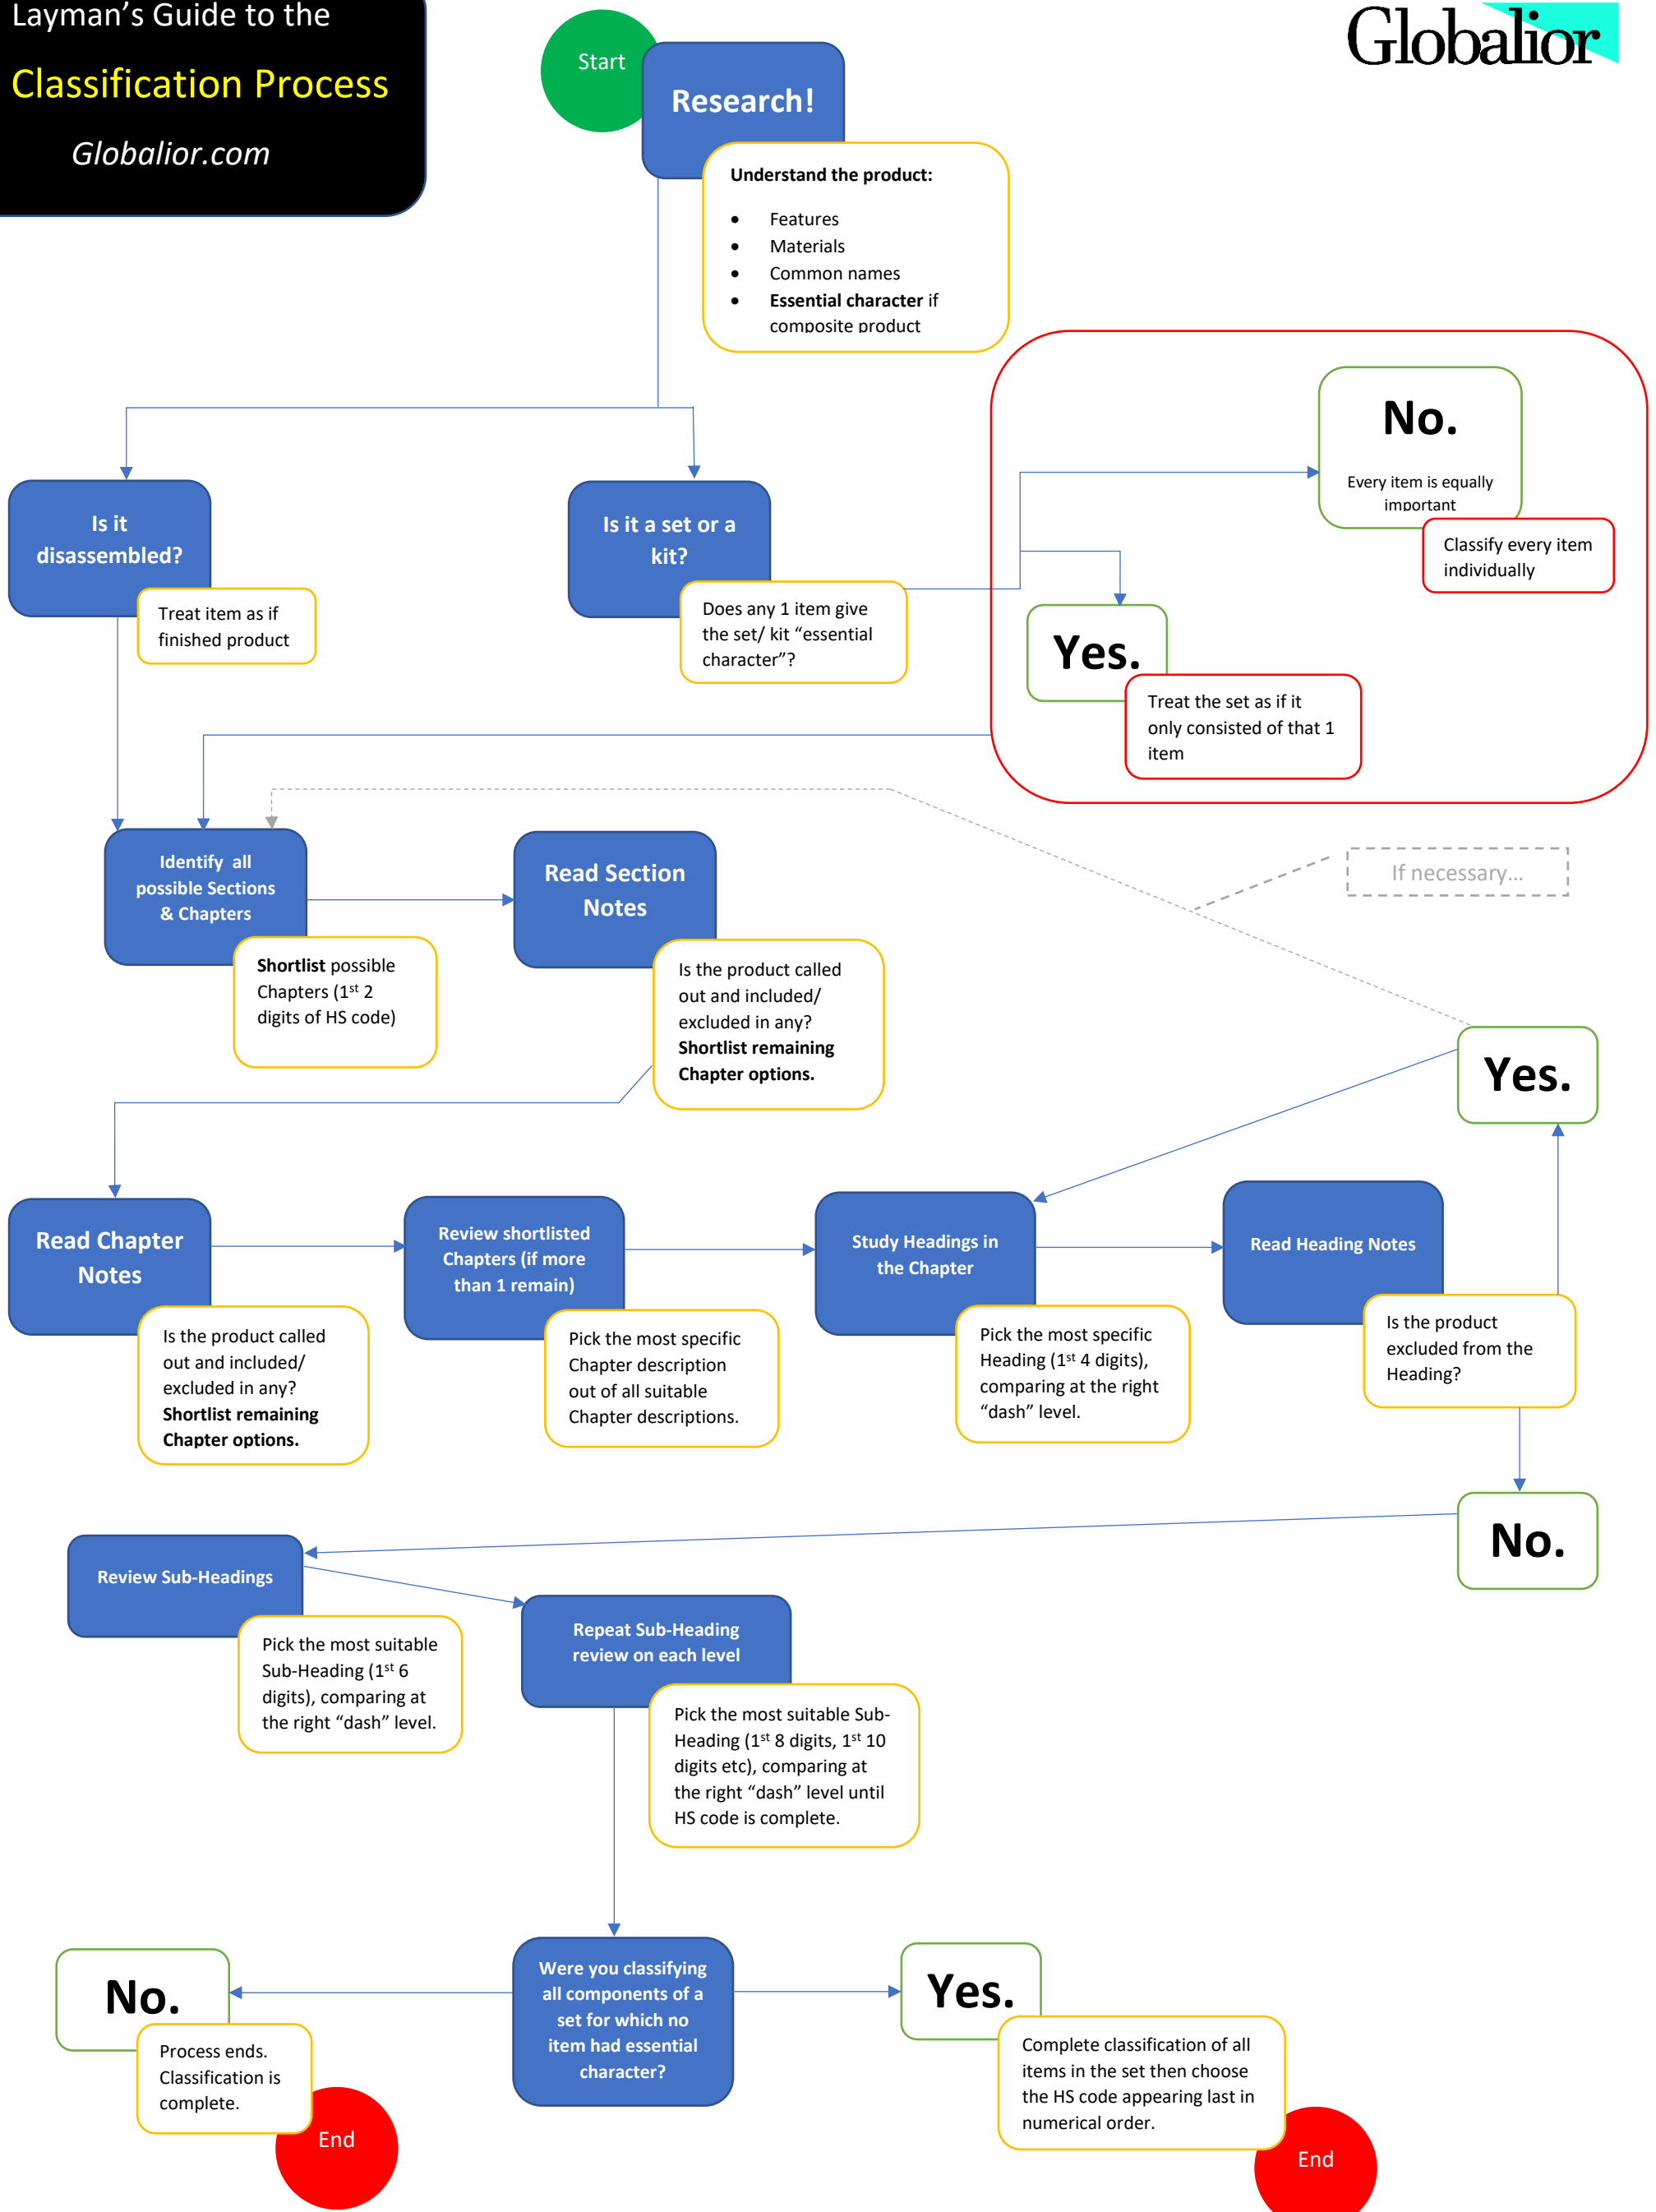 Layman's Guide to the
Classification Process
Globalior.com
Start
Globalior
Research!
Understand the product:
• Features
• Materials
• Common names
• Essential character if
composite product
No.
Every item is equally
important
Classify every item
individually
Is it
disassembled?
Treat item as if
finished product
Is it a set or a
kit?
Does any 1 item give
the set/ kit “essential
character”?
Yes.
Treat the set as if it
only consisted of that 1
item
Identify all
possible Sections
& Chapters
Shortlist possible
Chapters (1st 2
digits of HS code)
Read Section
Notes
Is the product called
out and included/
excluded in any?
Shortlist remaining
Chapter options.
If necessary...
Yes.
Read Chapter
Notes
Is the product called
out and included/
excluded in any?
Shortlist remaining
Chapter options.
Review shortlisted
Chapters (if more
than 1 remain)
Pick the most specific
Chapter description
out of all suitable
Chapter descriptions.
Study Headings in
the Chapter
Pick the most specific
Heading (1st 4 digits),
comparing at the right
“dash” level.
Read Heading Notes
Is the product
excluded from the
Heading?
No.
Review Sub-Headings
Pick the most suitable
Sub-Heading (1st 6
digits), comparing at
the right “dash” level.
Repeat Sub-Heading
review on each level
Pick the most suitable Sub-
Heading (1st 8 digits, 1st 10
digits etc), comparing at
the right “dash” level until
HS code is complete.
No.
Process ends.
Classification is
complete.
End
Were you classifying
all components of a
set for which no
item had essential
character?
Yes.
Complete classification of all
items in the set then choose
the HS code appearing last in
numerical order.
End